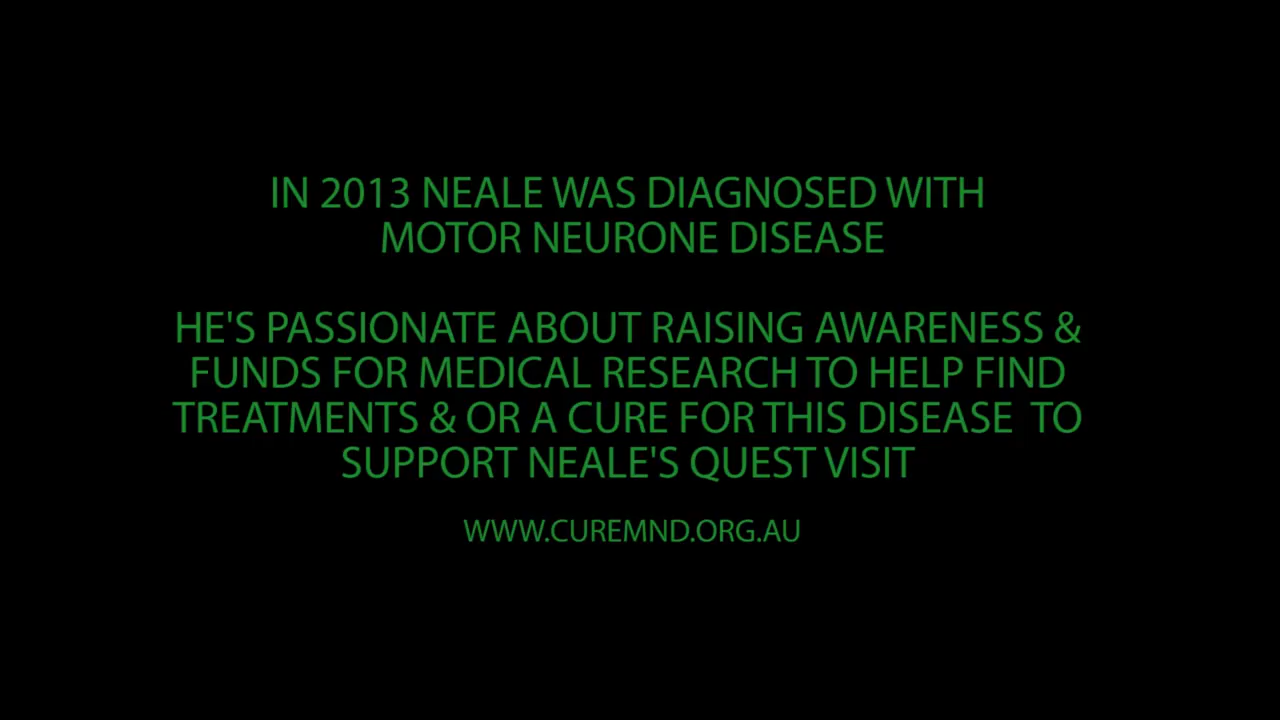 IN 2013 NEALE WAS DIAGNOSED WITH
MOTOR NEURONE DISEASE
HE'S PASSIONATE ABOUT RAISING AWARENESS &
FUNDS FOR MEDICAL RESEARCH TO HELP FIND
TREATMENTS & OR A CURE FOR THIS DISEASE  TO
SUPPORT NEALE'S QUEST VISIT
WWW.CUREMND.ORG.AU